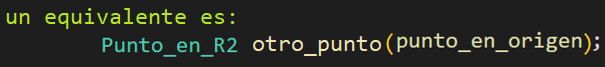 un equivalente es:
Punto_en_R2 otro_punto(punto_en_origen);